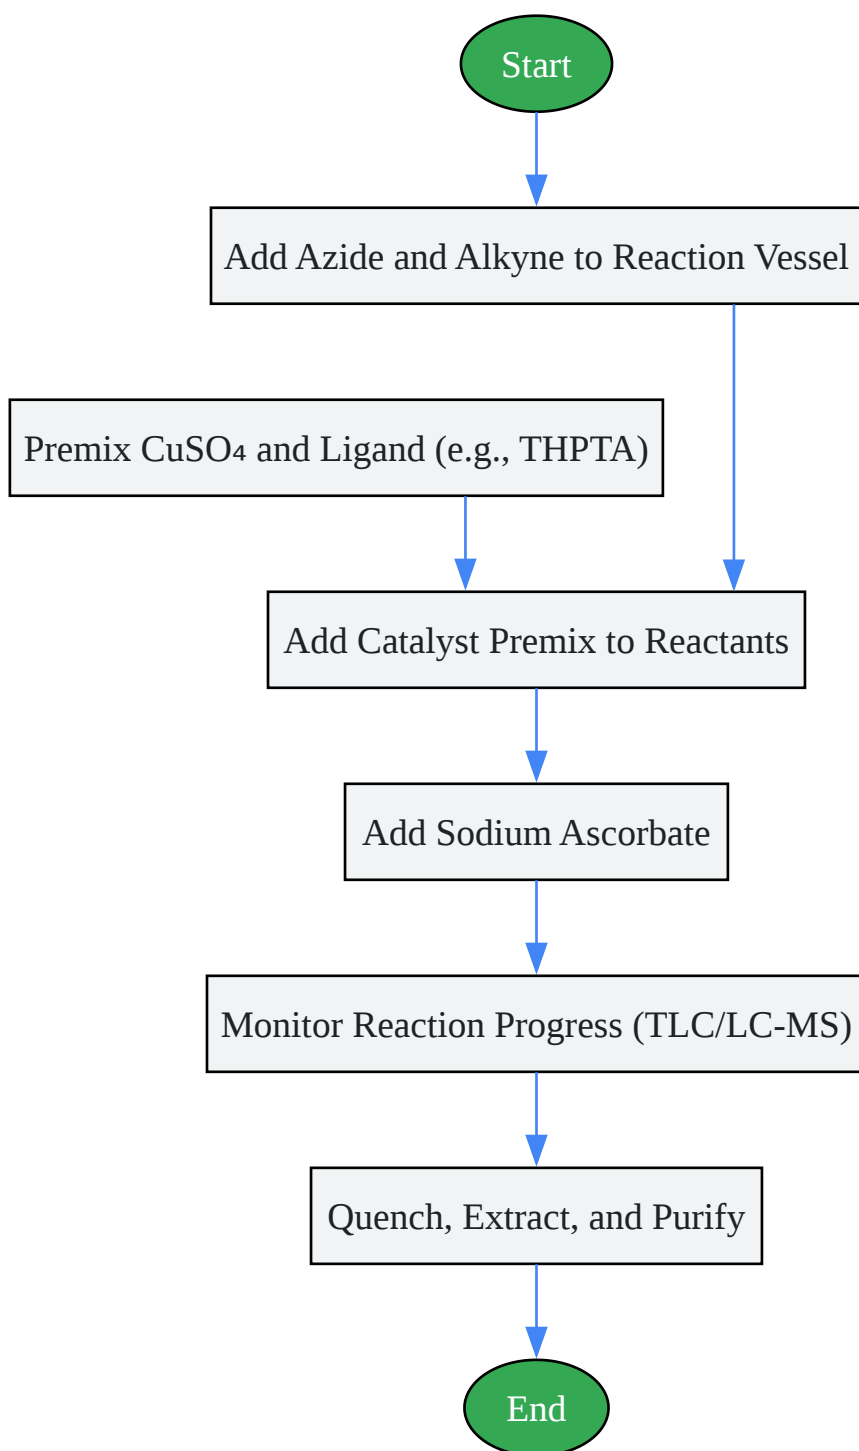 Start
Add Azide and Alkyne to Reaction Vessel
Premix CuSO₄ and Ligand (e.g., THPTA)
Add Catalyst Premix to Reactants
Add Sodium Ascorbate
Monitor Reaction Progress (TLC/LC-MS)
Quench, Extract, and Purify
End